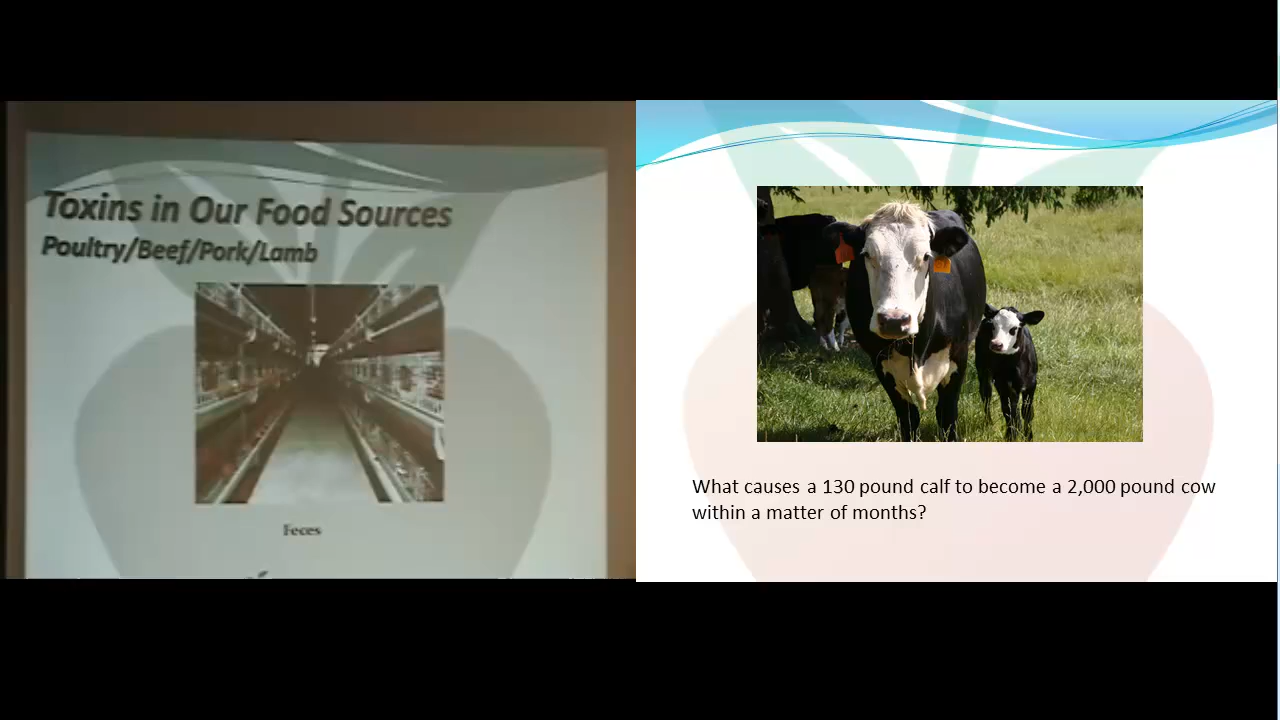 Toxins in Our Food Sources
Poultry/Beef/Pork/Lamb
Feces
What causes a 130 pound calf to become a 2,000 pound cow
within a matter of months?